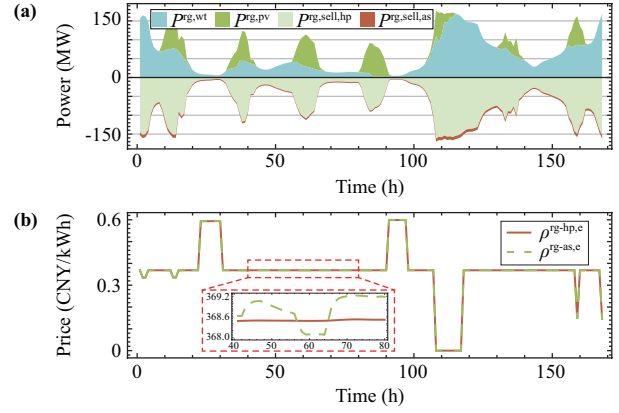 (a)
P^rg,wt P^rg,pv P^rg,sell,hp P^rg,sell,as
Power (MW)
150
0
-150
0 50 100 150
Time (h)
(b)
Price (CNY/kWh)
0.6
0.3
0
ρ^rg-hp,e
ρ^rg-as,e
369.2
368.6
368.0
40 50 60 70 80
0 50 100 150
Time (h)